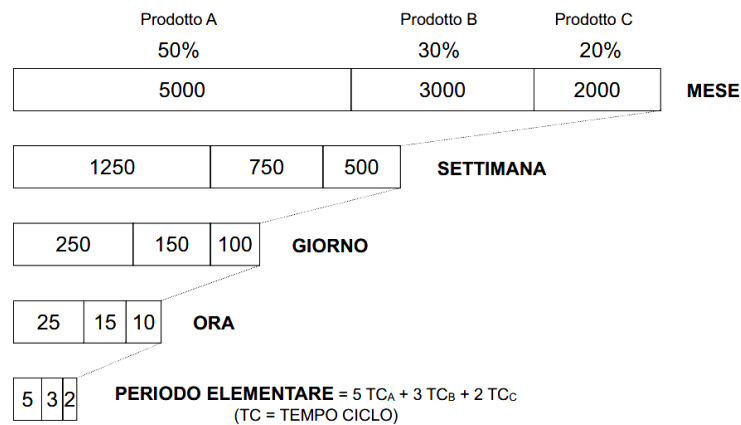 Prodotto A Prodotto B Prodotto C
50% 30% 20%
5000 3000 2000 MESE
1250 750 500 SETTIMANA
250 150 100 GIORNO
25 15 10 ORA
5 3 2 PERIODO ELEMENTARE = 5 TCA + 3 TCB + 2 TCC
(TC = TEMPO CICLO)